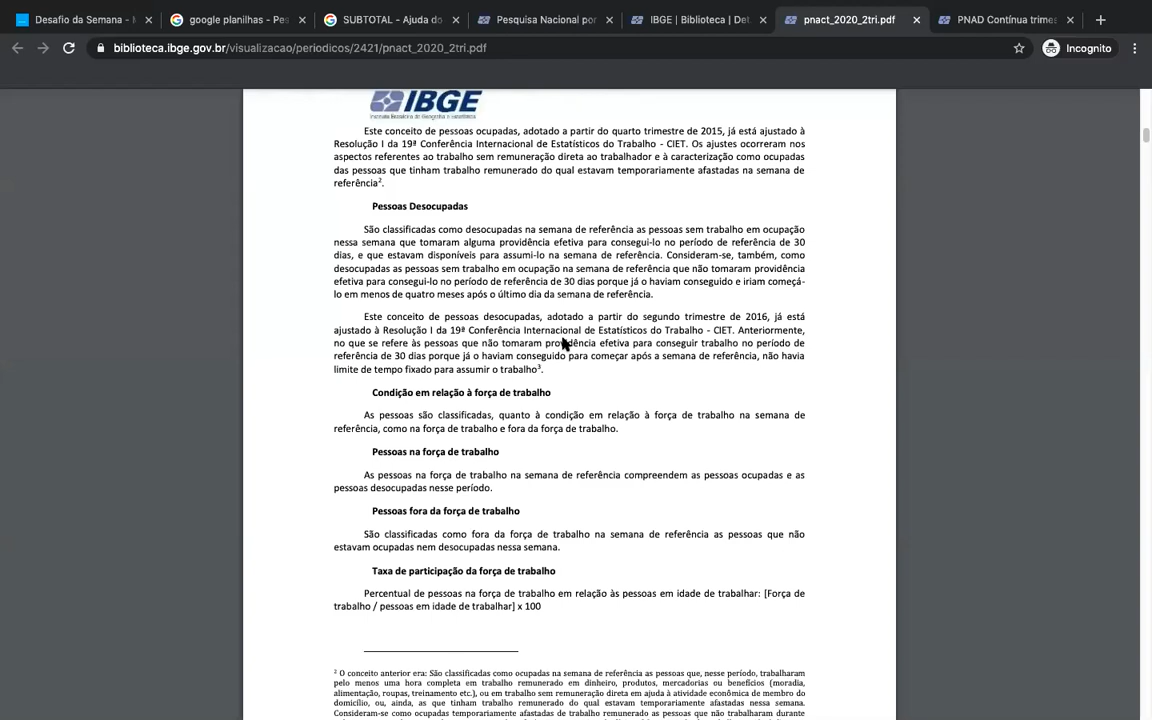 Desafio da Semana - M
google planilhas - Pes
SUBTOTAL - Ajuda do
Pesquisa Nacional por
IBGE | Biblioteca | Det
pnact_2020_2tri.pdf
PNAD Contínua trimes
biblioteca.ibge.gov.br/visualizacao/periodicos/2421/pnact_2020_2tri.pdf
Incognito
IBGE
Instituto Brasileiro de Geografia e Estatística
Este conceito de pessoas ocupadas, adotado a partir do quarto trimestre de 2015, já está ajustado à
Resolução I da 19ª Conferência Internacional de Estatísticos do Trabalho - CIET. Os ajustes ocorreram nos
aspectos referentes ao trabalho sem remuneração direta ao trabalhador e à caracterização como ocupadas
das pessoas que tinham trabalho remunerado do qual estavam temporariamente afastadas na semana de
referência².
Pessoas Desocupadas
São classificadas como desocupadas na semana de referência as pessoas sem trabalho em ocupação
nessa semana que tomaram alguma providência efetiva para consegui-lo no período de referência de 30
dias, e que estavam disponíveis para assumi-lo na semana de referência. Consideram-se, também, como
desocupadas as pessoas sem trabalho em ocupação na semana de referência que não tomaram providência
efetiva para consegui-lo no período de referência de 30 dias porque já o haviam conseguido e iriam começá-
lo em menos de quatro meses após o último dia da semana de referência.
Este conceito de pessoas desocupadas, adotado a partir do segundo trimestre de 2016, já está
ajustado à Resolução I da 19ª Conferência Internacional de Estatísticos do Trabalho - CIET. Anteriormente,
no que se refere às pessoas que não tomaram providência efetiva para conseguir trabalho no período de
referência de 30 dias porque já o haviam conseguido para começar após a semana de referência, não havia
limite de tempo fixado para assumir o trabalho³.
Condição em relação à força de trabalho
As pessoas são classificadas, quanto à condição em relação à força de trabalho na semana de
referência, como na força de trabalho e fora da força de trabalho.
Pessoas na força de trabalho
As pessoas na força de trabalho na semana de referência compreendem as pessoas ocupadas e as
pessoas desocupadas nesse período.
Pessoas fora da força de trabalho
São classificadas como fora da força de trabalho na semana de referência as pessoas que não
estavam ocupadas nem desocupadas nessa semana.
Taxa de participação da força de trabalho
Percentual de pessoas na força de trabalho em relação às pessoas em idade de trabalhar: [Força de
trabalho / pessoas em idade de trabalhar] x 100
² O conceito anterior era: São classificadas como ocupadas na semana de referência as pessoas que, nesse período, trabalharam
pelo menos uma hora completa em trabalho remunerado em dinheiro, produtos, mercadorias ou benefícios (moradia,
alimentação, roupas, treinamento etc.), ou em trabalho sem remuneração direta em ajuda à atividade econômica de membro do
domicílio, ou, ainda, as que tinham trabalho remunerado do qual estavam temporariamente afastadas nessa semana.
Consideram-se como ocupadas temporariamente afastadas de trabalho remunerado as pessoas que não trabalharam durante